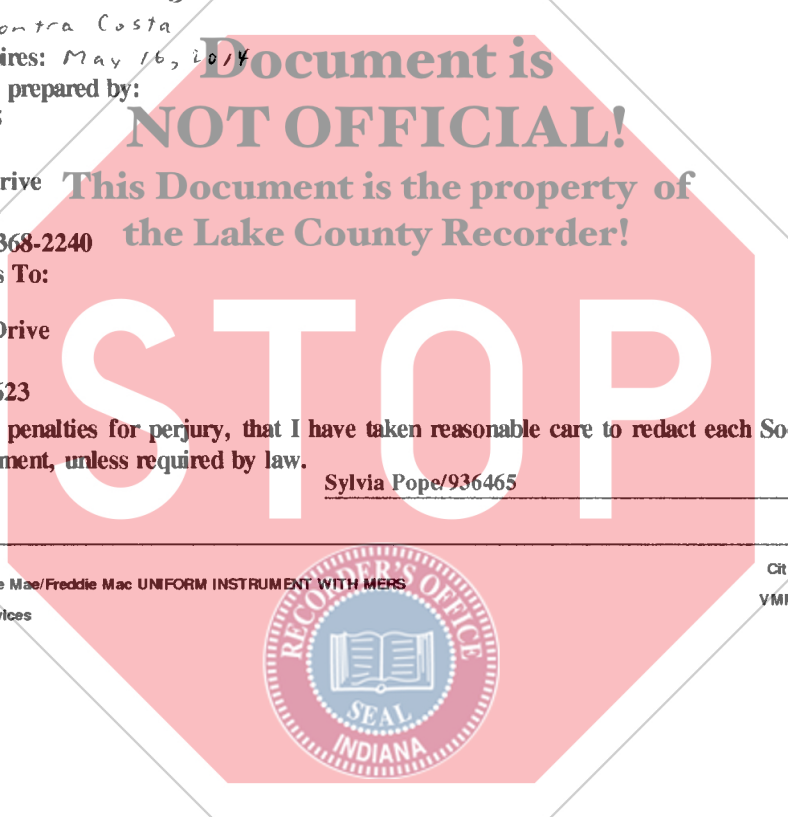 ontra Costa
ires: May 16, 2014
Document is
prepared by:
NOT OFFICIAL!
rive
This Document is the property of
368-2240
the Lake County Recorder!
s To:
Drive
623
STOP
penalties for perjury, that I have taken reasonable care to redact each So
ment, unless required by law.
Sylvia Pope/936465
e Mae/Freddie Mac UNIFORM INSTRUMENT WITH MERS
Cit
vices
VMF
RECORDER'S OFFICE
SEAL
INDIANA